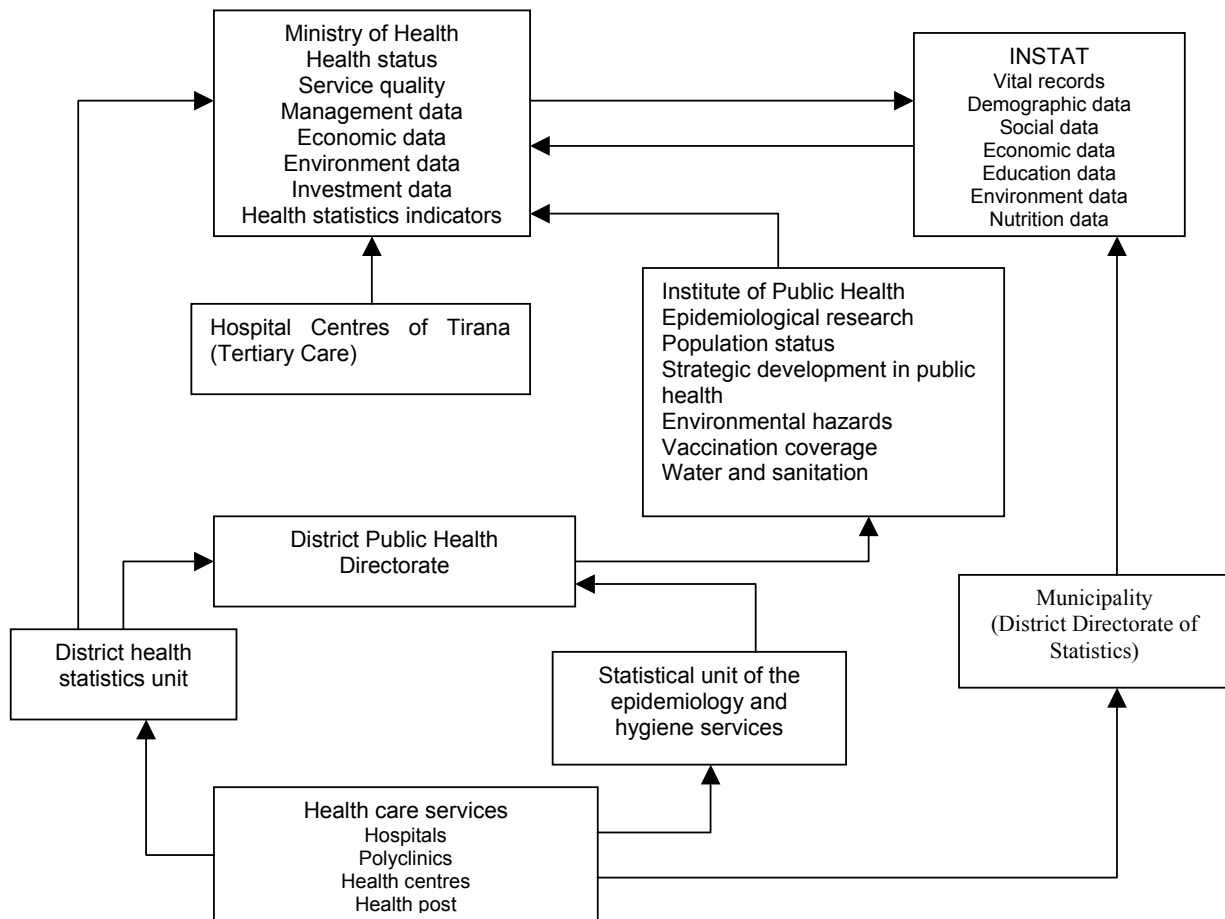 Ministry of Health
Health status
Service quality
Management data
Economic data
Environment data
Investment data
Health statistics indicators
INSTAT
Vital records
Demographic data
Social data
Economic data
Education data
Environment data
Nutrition data
Hospital Centres of Tirana
(Tertiary Care)
Institute of Public Health
Epidemiological research
Population status
Strategic development in public
health
Environmental hazards
Vaccination coverage
Water and sanitation
District Public Health
Directorate
Municipality
(District Directorate of
Statistics)
District health
statistics unit
Statistical unit of the
epidemiology and
hygiene services
Health care services
Hospitals
Polyclinics
Health centres
Health post